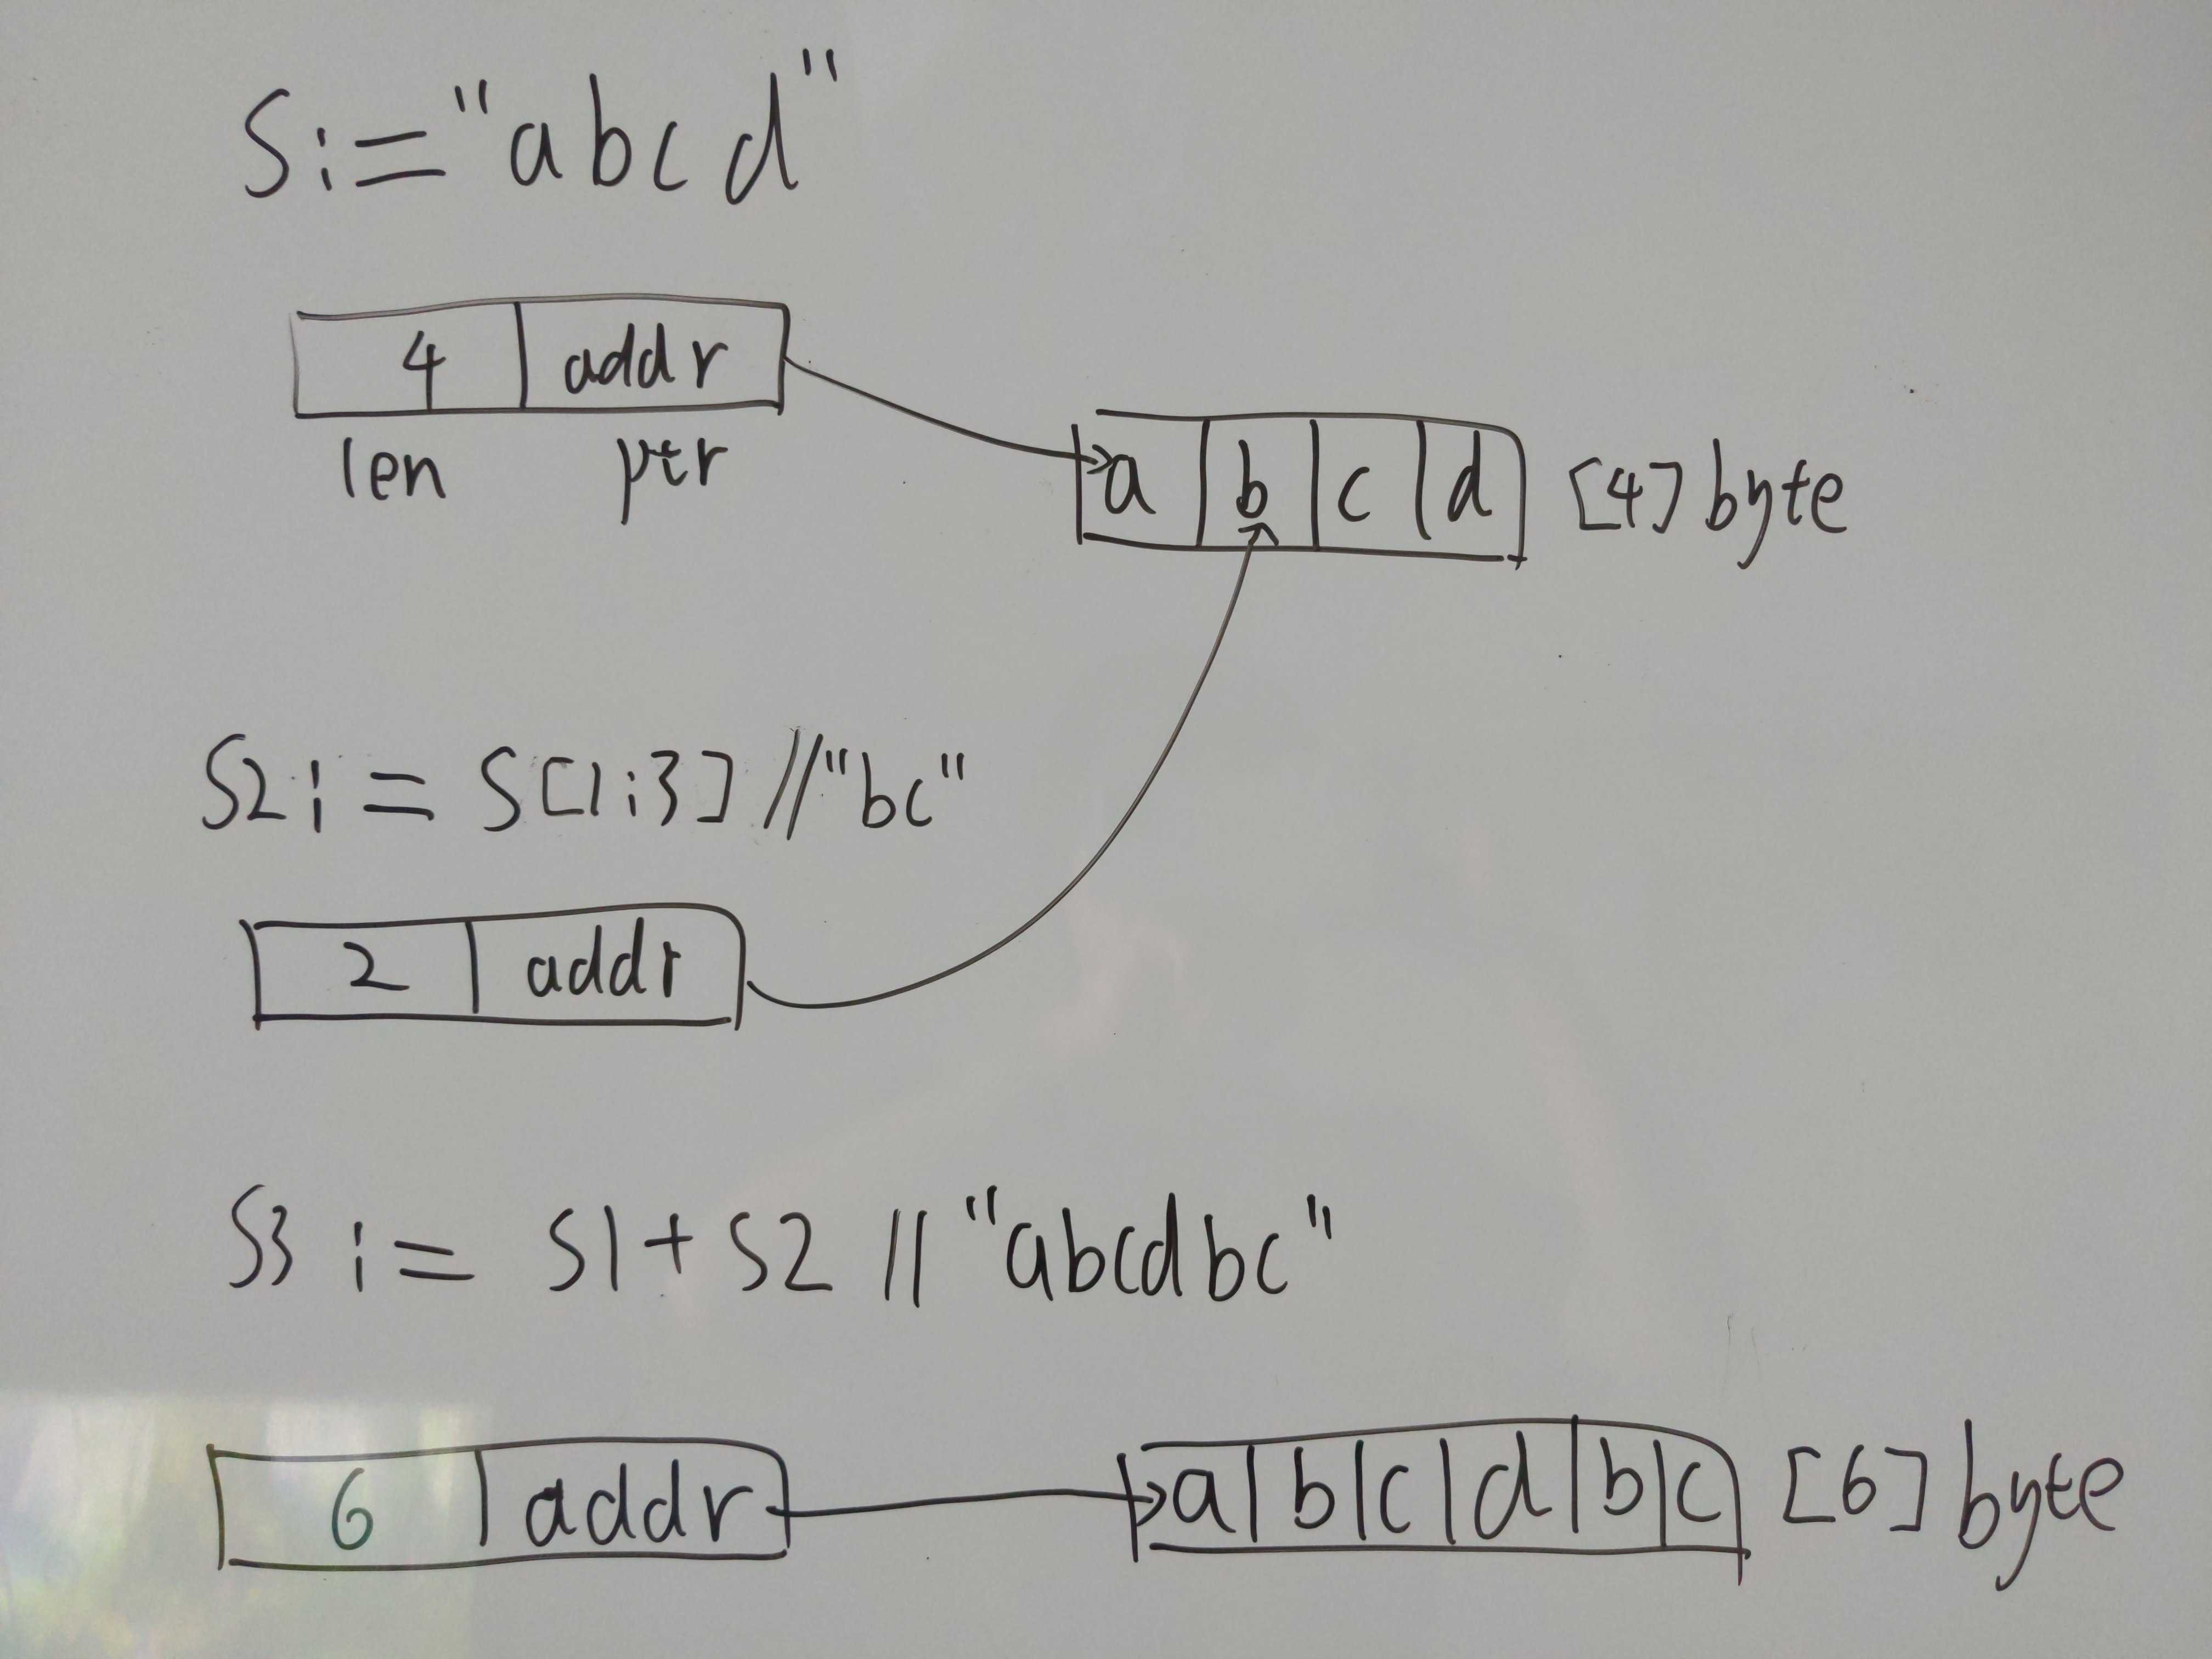 S:="abcd"
4 addr
len ptr
a b c d [4]byte
S2:= S[1:3] //"bc"
2 addr
S3 := S1+S2 // "abcdbc"
6 addr a b c d b c [6]byte